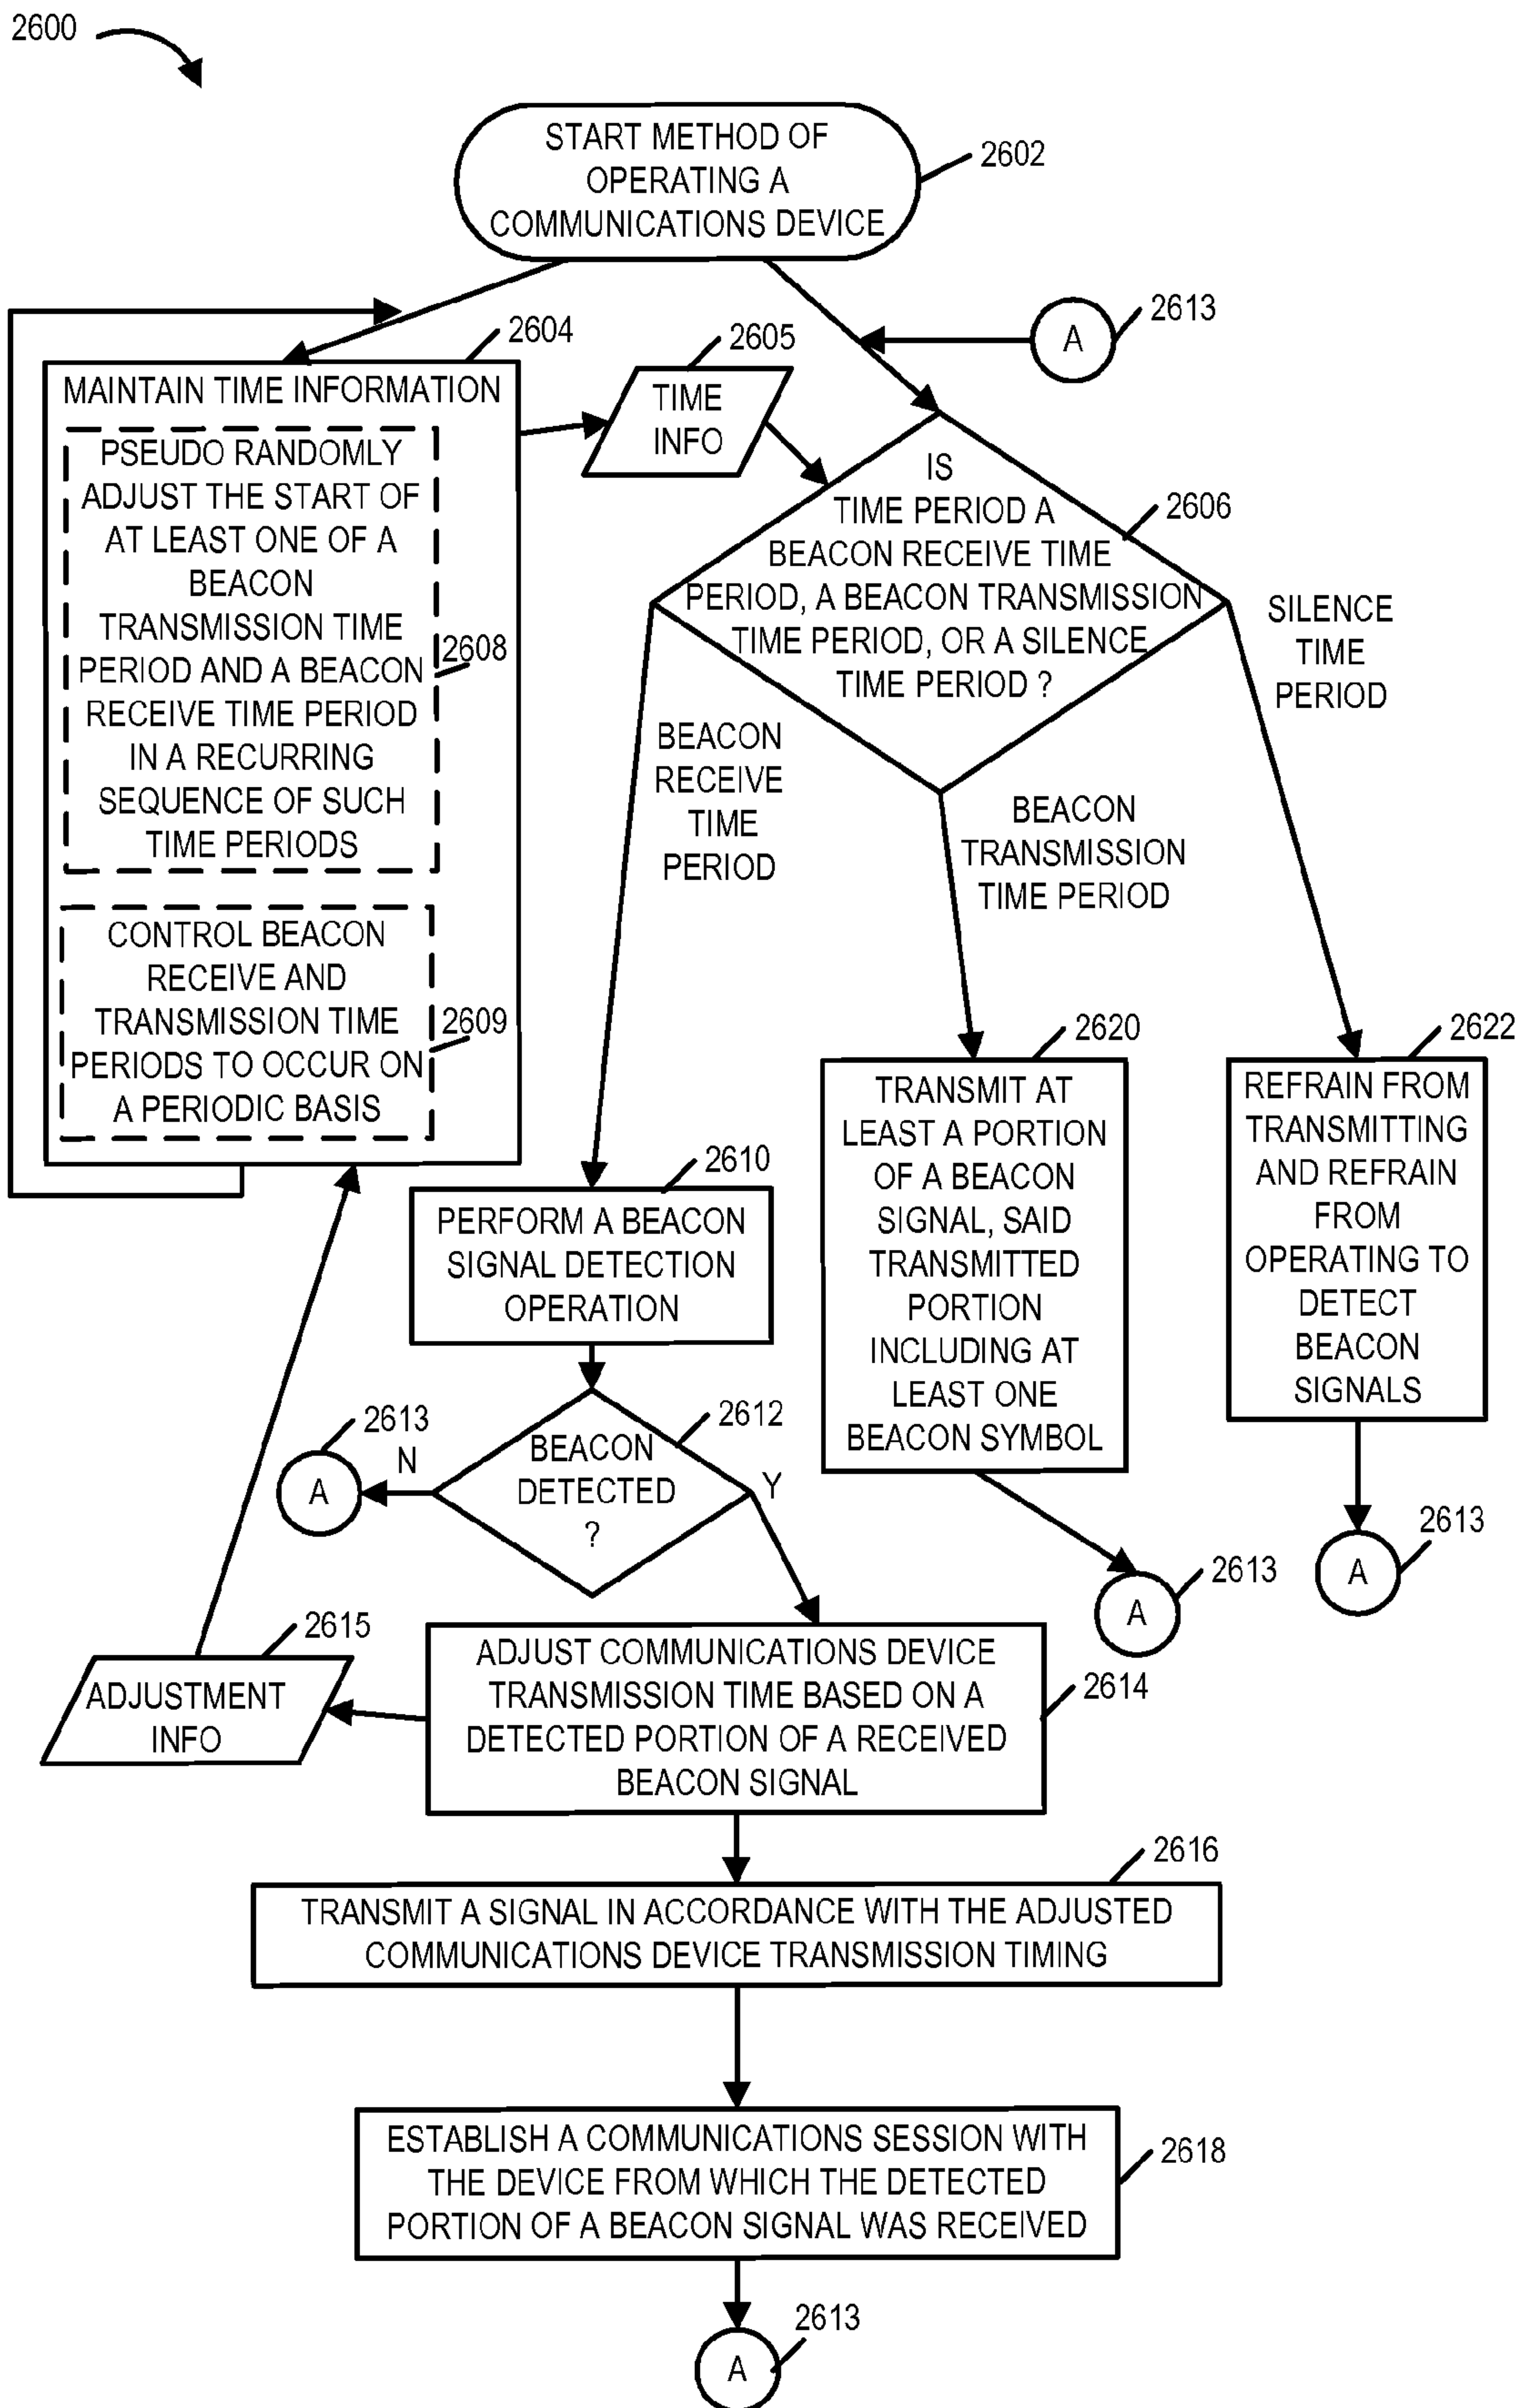 2600
START METHOD OF
OPERATING A
COMMUNICATIONS DEVICE
2602
A
2613
2604
MAINTAIN TIME INFORMATION
PSEUDO RANDOMLY
ADJUST THE START OF
AT LEAST ONE OF A
BEACON
TRANSMISSION TIME
PERIOD AND A BEACON
RECEIVE TIME PERIOD
IN A RECURRING
SEQUENCE OF SUCH
TIME PERIODS
2608
CONTROL BEACON
RECEIVE AND
TRANSMISSION TIME
PERIODS TO OCCUR ON
A PERIODIC BASIS
2609
2605
TIME
INFO
IS
TIME PERIOD A
BEACON RECEIVE TIME
PERIOD, A BEACON TRANSMISSION
TIME PERIOD, OR A SILENCE
TIME PERIOD ?
2606
SILENCE
TIME
PERIOD
BEACON
RECEIVE
TIME
PERIOD
BEACON
TRANSMISSION
TIME PERIOD
2610
PERFORM A BEACON
SIGNAL DETECTION
OPERATION
2620
TRANSMIT AT
LEAST A PORTION
OF A BEACON
SIGNAL, SAID
TRANSMITTED
PORTION
INCLUDING AT
LEAST ONE
BEACON SYMBOL
2622
REFRAIN FROM
TRANSMITTING
AND REFRAIN
FROM
OPERATING TO
DETECT
BEACON
SIGNALS
2613
N
A
BEACON
DETECTED
?
2612
Y
A
2613
A
2613
2615
ADJUSTMENT
INFO
ADJUST COMMUNICATIONS DEVICE
TRANSMISSION TIME BASED ON A
DETECTED PORTION OF A RECEIVED
BEACON SIGNAL
2614
2616
TRANSMIT A SIGNAL IN ACCORDANCE WITH THE ADJUSTED
COMMUNICATIONS DEVICE TRANSMISSION TIMING
ESTABLISH A COMMUNICATIONS SESSION WITH
THE DEVICE FROM WHICH THE DETECTED
PORTION OF A BEACON SIGNAL WAS RECEIVED
2618
A
2613